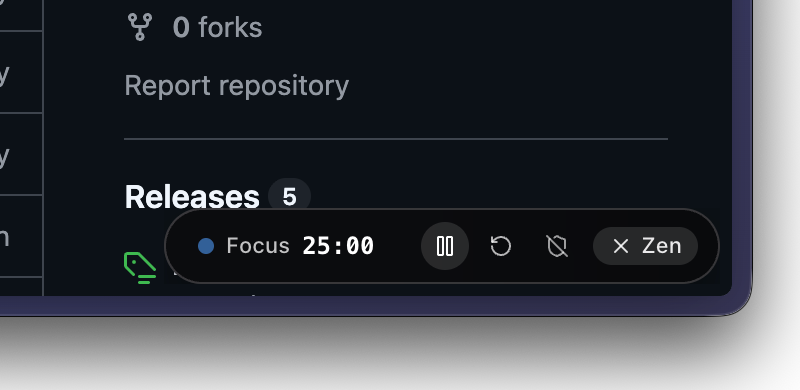 0 forks
Report repository
Releases 5
Focus 25:00 Zen
y
y
n